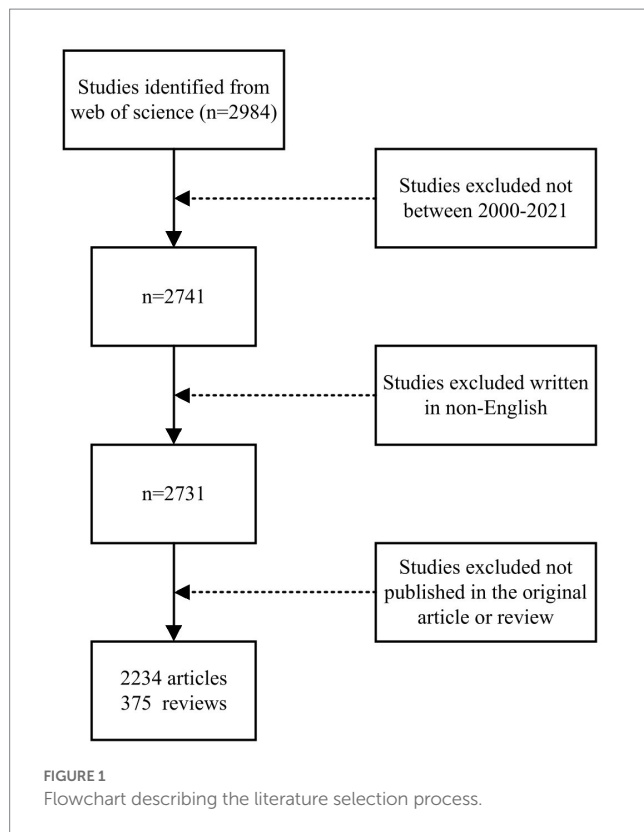 Studies identified from
web of science (n=2984)
Studies excluded not
between 2000-2021
n=2741
Studies excluded written
in non-English
n=2731
Studies excluded not
published in the original
article or review
2234 articles
375 reviews
FIGURE 1
Flowchart describing the literature selection process.